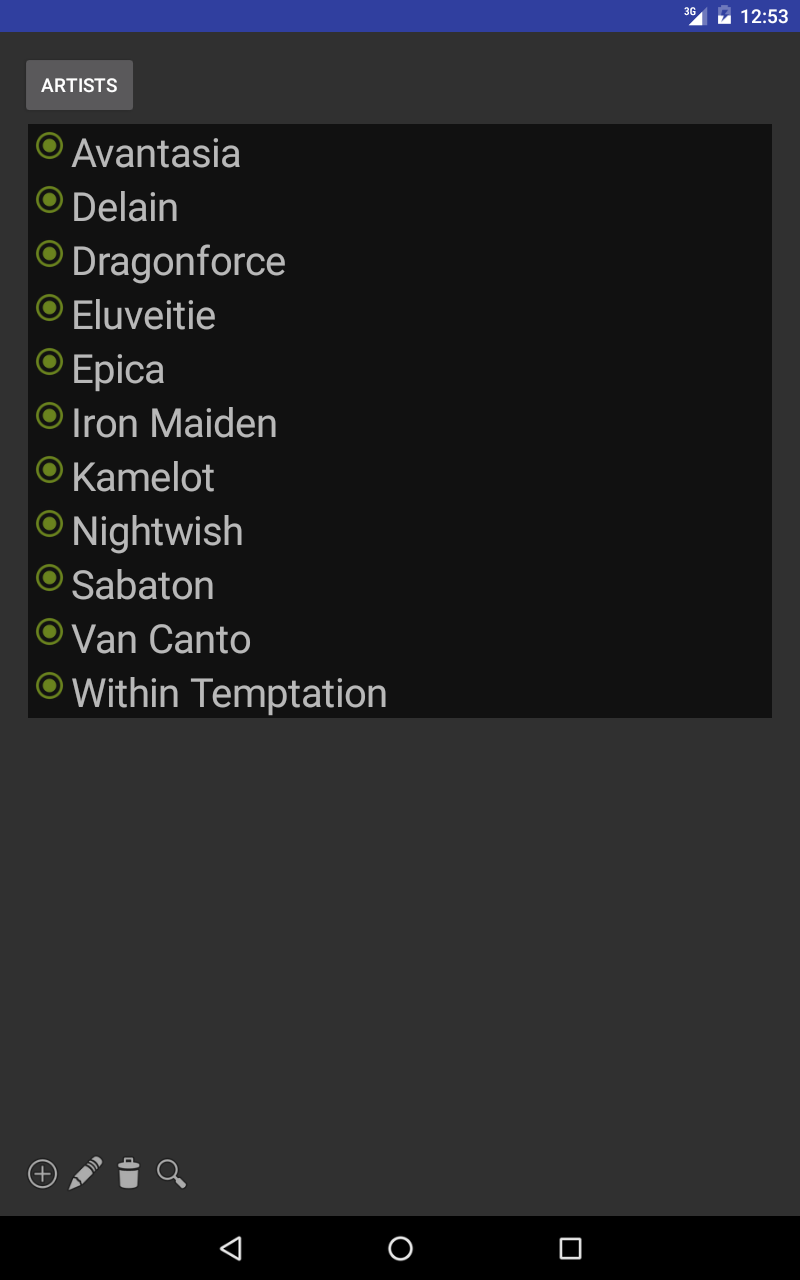 3G 12:53
ARTISTS
Avantasia
Delain
Dragonforce
Eluveitie
Epica
Iron Maiden
Kamelot
Nightwish
Sabaton
Van Canto
Within Temptation